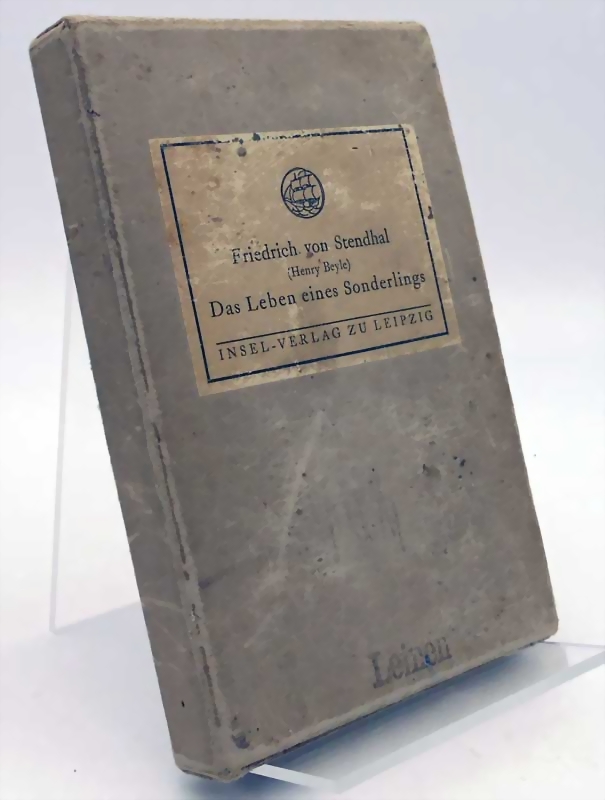 Friedrich von Stendhal
(Henry Beyle)
Das Leben eines Sonderlings
INSEL-VERLAG ZU LEIPZIG
Leinen